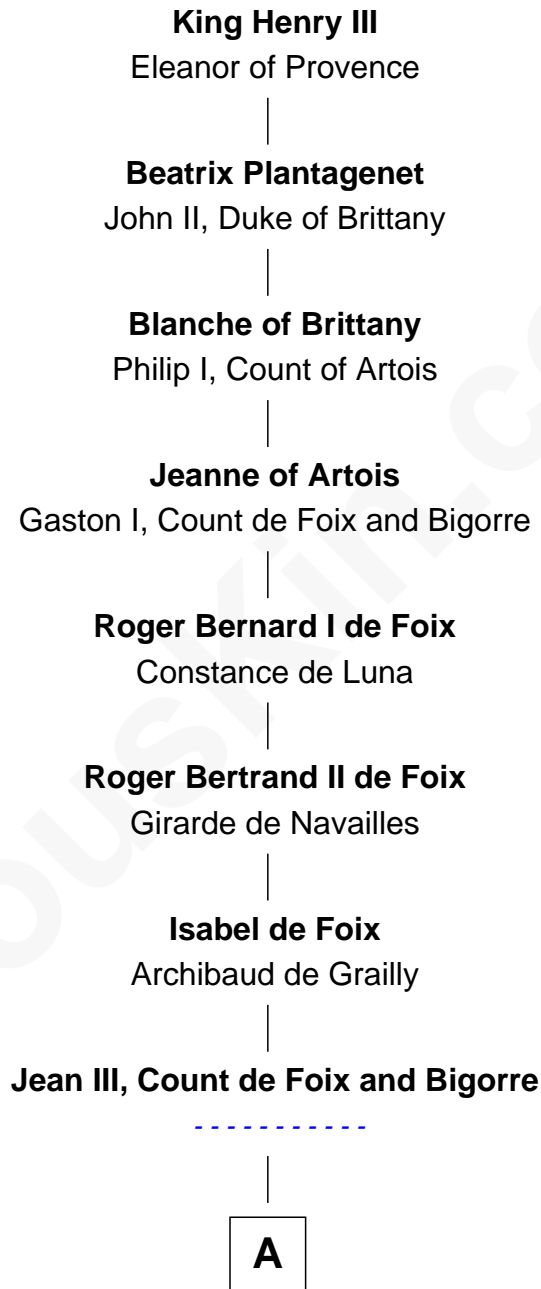 King Henry III
Eleanor of Provence
Beatrix Plantagenet
John II, Duke of Brittany
Blanche of Brittany
Philip I, Count of Artois
Jeanne of Artois
Gaston I, Count de Foix and Bigorre
Roger Bernard I de Foix
Constance de Luna
Roger Bertrand II de Foix
Girarde de Navailles
Isabel de Foix
Archibaud de Grailly
Jean III, Count de Foix and Bigorre
- - - - - - - - - - -
A